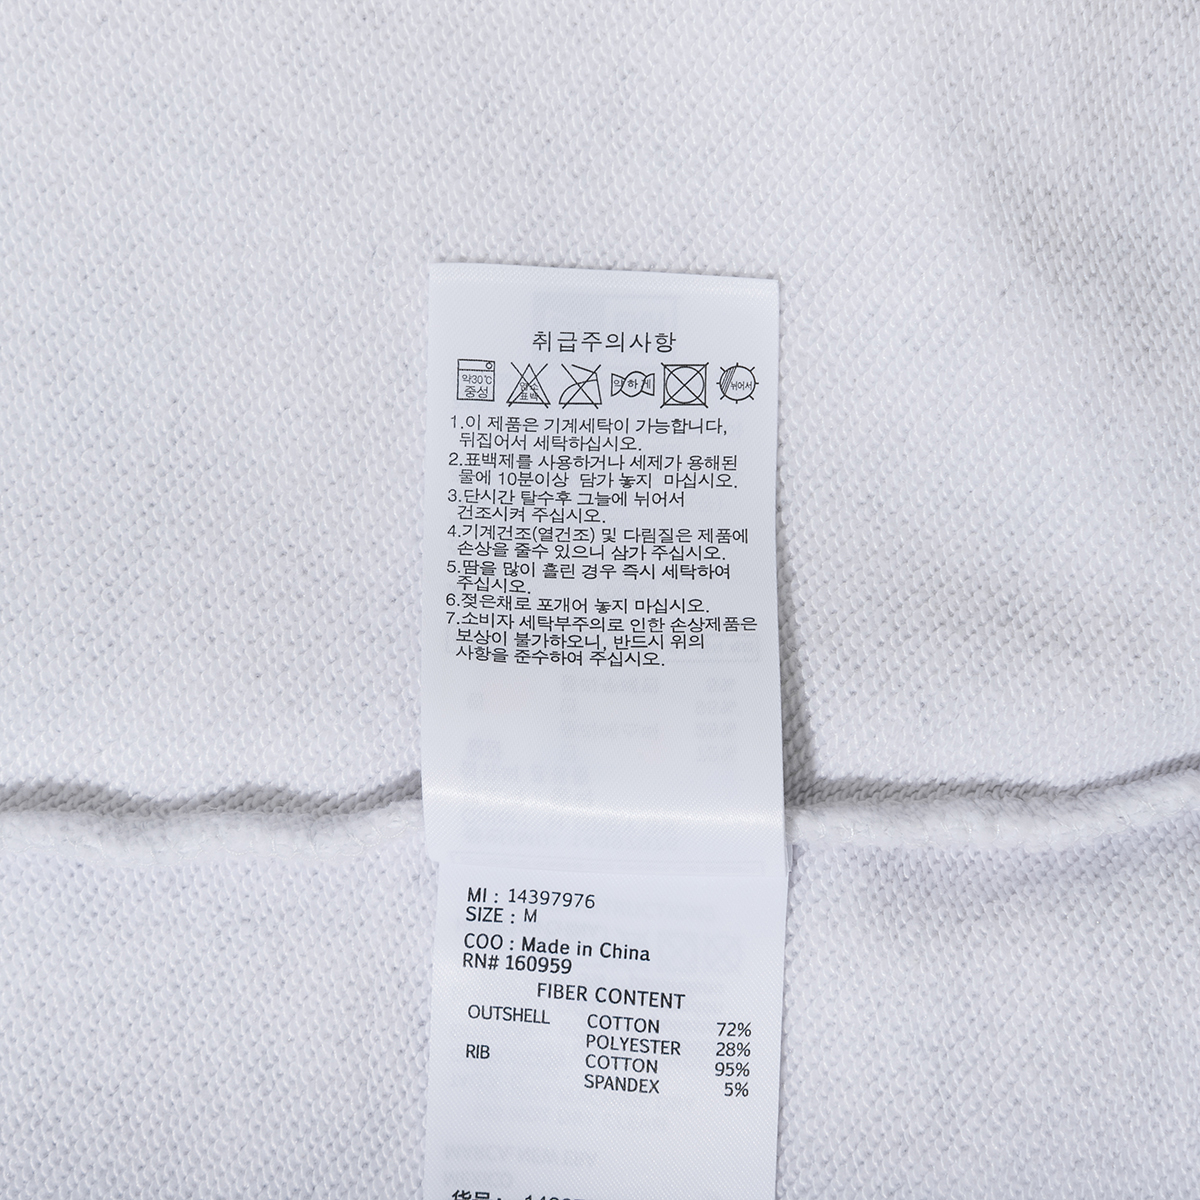 취급주의사항
약30℃
중성
염소
표백
약하게
뉘어서
1.이 제품은 기계세탁이 가능합니다,
뒤집어서 세탁하십시오.
2.표백제를 사용하거나 세제가 용해된
물에 10분이상 담가 놓지 마십시오.
3.단시간 탈수후 그늘에 뉘어서
건조시켜 주십시오.
4.기계건조(열건조) 및 다림질은 제품에
손상을 줄수 있으니 삼가 주십시오.
5.땀을 많이 흘린 경우 즉시 세탁하여
주십시오.
6.젖은채로 포개어 놓지 마십시오.
7.소비자 세탁부주의로 인한 손상제품은
보상이 불가하오니, 반드시 위의
사항을 준수하여 주십시오.
MI : 14397976
SIZE : M
COO : Made in China
RN# 160959
FIBER CONTENT
OUTSHELL COTTON 72%
POLYESTER 28%
RIB COTTON 95%
SPANDEX 5%
货号: